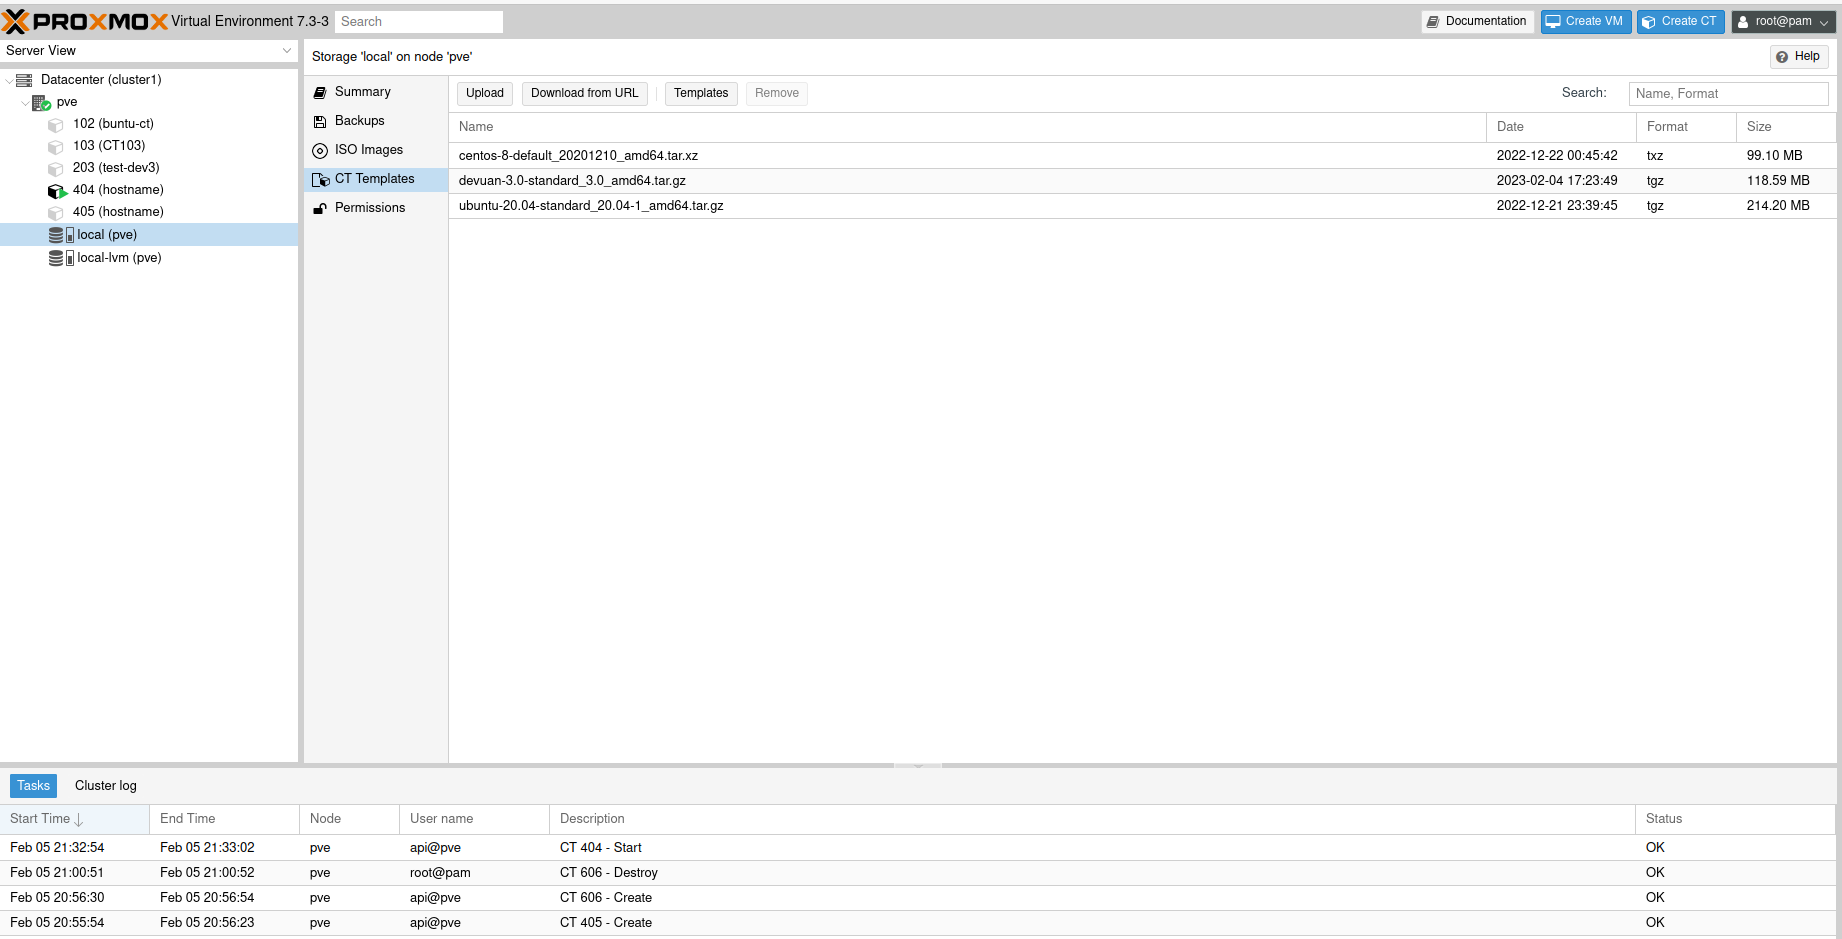 PROXMOX Virtual Environment 7.3-3 Search Documentation Create VM Create CT root@pam
Server View
Datacenter (cluster1)
pve
102 (buntu-ct)
103 (CT103)
203 (test-dev3)
404 (hostname)
405 (hostname)
local (pve)
local-lvm (pve)
Storage 'local' on node 'pve' Help
Summary
Backups
ISO Images
CT Templates
Permissions
Upload Download from URL Templates Remove Search: Name, Format
Name Date Format Size
centos-8-default_20201210_amd64.tar.xz 2022-12-22 00:45:42 txz 99.10 MB
devuan-3.0-standard_3.0_amd64.tar.gz 2023-02-04 17:23:49 tgz 118.59 MB
ubuntu-20.04-standard_20.04-1_amd64.tar.gz 2022-12-21 23:39:45 tgz 214.20 MB
Tasks Cluster log
Start Time End Time Node User name Description Status
Feb 05 21:32:54 Feb 05 21:33:02 pve api@pve CT 404 - Start OK
Feb 05 21:00:51 Feb 05 21:00:52 pve root@pam CT 606 - Destroy OK
Feb 05 20:56:30 Feb 05 20:56:54 pve api@pve CT 606 - Create OK
Feb 05 20:55:54 Feb 05 20:56:23 pve api@pve CT 405 - Create OK